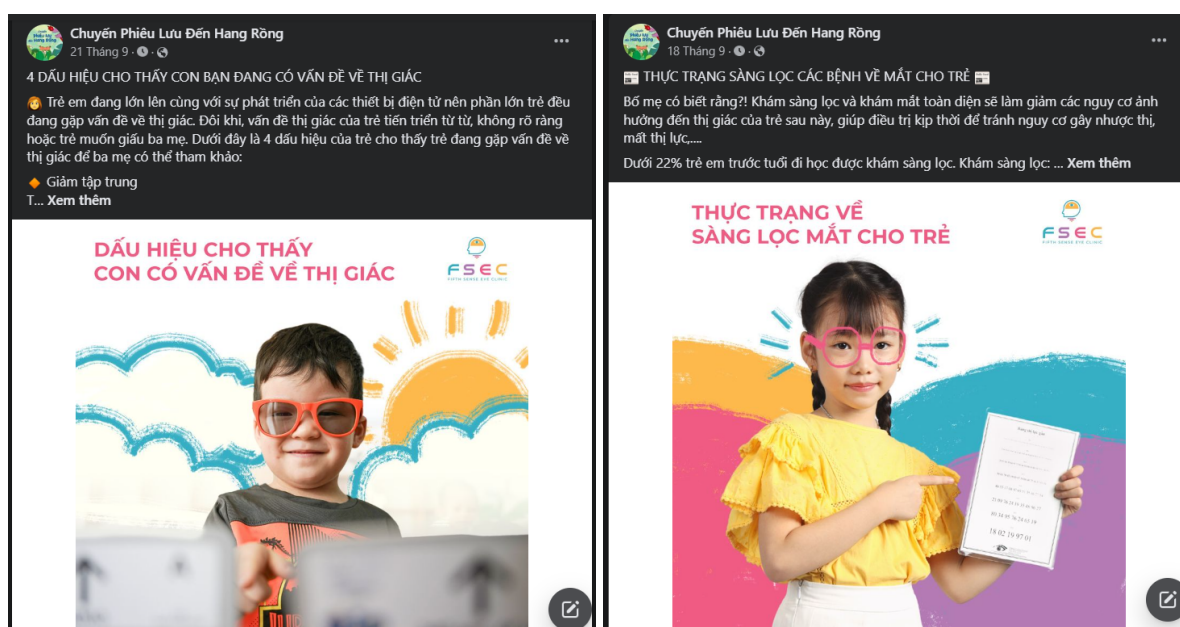 Chuyến Phiêu Lưu Đến Hang Rồng
21 Tháng 9
4 DẤU HIỆU CHO THẤY CON BẠN ĐANG CÓ VẤN ĐỀ VỀ THỊ GIÁC
Trẻ em đang lớn lên cùng với sự phát triển của các thiết bị điện tử nên phần lớn trẻ đều
đang gặp vấn đề về thị giác. Đôi khi, vấn đề thị giác của trẻ tiến triển từ từ, không rõ ràng
hoặc trẻ muốn giấu ba mẹ. Dưới đây là 4 dấu hiệu của trẻ cho thấy trẻ đang gặp vấn đề về
thị giác để ba mẹ có thể tham khảo:
Giảm tập trung
T... Xem thêm
DẤU HIỆU CHO THẤY
CON CÓ VẤN ĐỀ VỀ THỊ GIÁC
FSEC
FIFTH SENSE EYE CLINIC
Chuyến Phiêu Lưu Đến Hang Rồng
18 Tháng 9
THỰC TRẠNG SÀNG LỌC CÁC BỆNH VỀ MẮT CHO TRẺ
Bố mẹ có biết rằng?! Khám sàng lọc và khám mắt toàn diện sẽ làm giảm các nguy cơ ảnh
hưởng đến thị giác của trẻ sau này, giúp điều trị kịp thời để tránh nguy cơ gây nhược thị,
mất thị lực,....
Dưới 22% trẻ em trước tuổi đi học được khám sàng lọc. Khám sàng lọc: ... Xem thêm
THỰC TRẠNG VỀ
SÀNG LỌC MẮT CHO TRẺ
FSEC
FIFTH SENSE EYE CLINIC
18 02 19 97 01